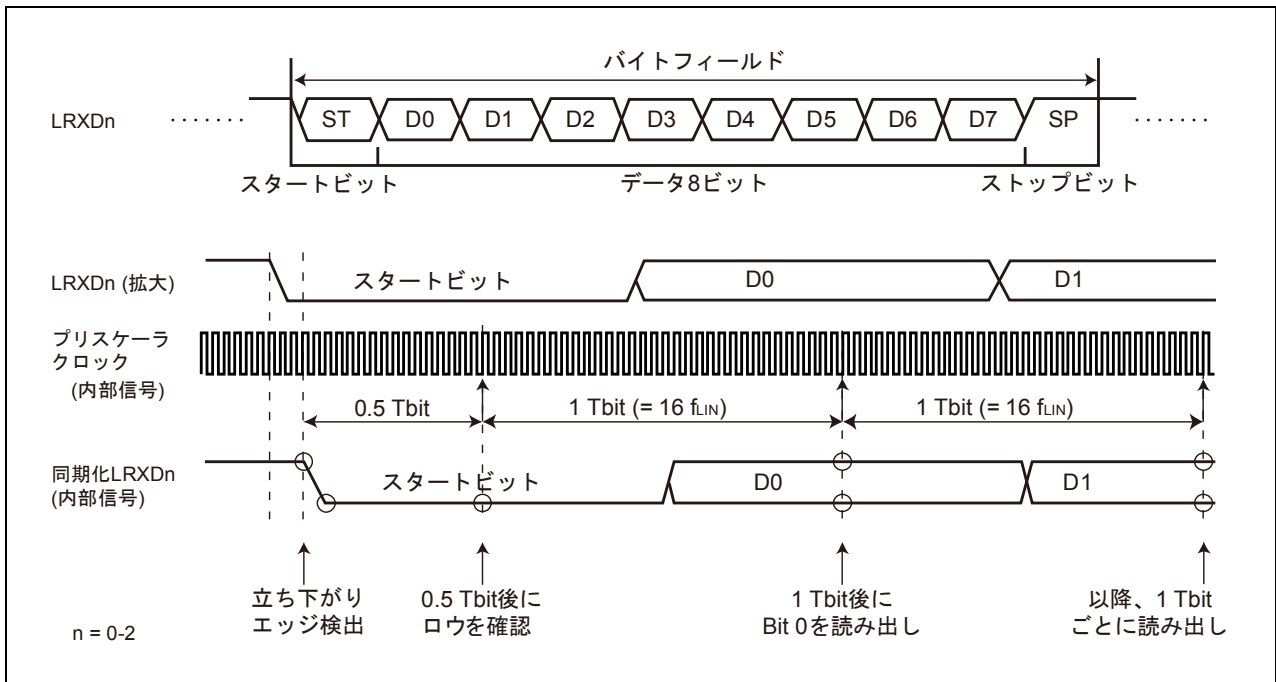 バイトフィールド
LRXDn ・・・・・・・ ST D0 D1 D2 D3 D4 D5 D6 D7 SP ・・・・・・・
スタートビット データ8ビット ストップビット
LRXDn (拡大) スタートビット D0 D1
プリスケーラ
クロック
(内部信号)
0.5 Tbit 1 Tbit (= 16 fLIN) 1 Tbit (= 16 fLIN)
同期化LRXDn
(内部信号)
スタートビット D0 D1
立ち下がり
エッジ検出
0.5 Tbit後に
ロウを確認
1 Tbit後に
Bit 0を読み出し
以降、1 Tbit
ごとに読み出し
n = 0-2